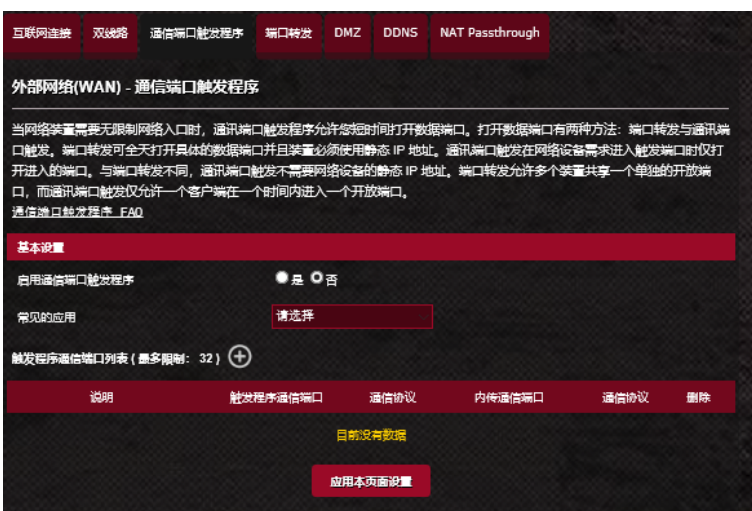 互联网连接 双线路 通信端口触发程序 端口转发 DMZ DDNS NAT Passthrough
外部网络(WAN) - 通信端口触发程序
当网络装置需要无限制网络入口时，通讯端口触发程序允许您短时间打开数据端口。打开数据端口有两种方法：端口转发与通讯端
口触发。端口转发可全天打开具体的数据端口并且装置必须使用静态 IP 地址。通讯端口触发在网络设备需求进入触发端口时仅打
开进入的端口。与端口转发不同，通讯端口触发不需要网络设备的静态 IP 地址。端口转发允许多个装置共享一个单独的开放端
口，而通讯端口触发仅允许一个客户端在一个时间内进入一个开放端口。
通信端口触发程序 FAQ
基本设置
启用通信端口触发程序 是 否
常见的应用 请选择
触发程序通信端口列表 ( 最多限制： 32 )
说明 触发程序通信端口 通信协议 内传通信端口 通信协议 删除
目前没有数据
应用本页面设置